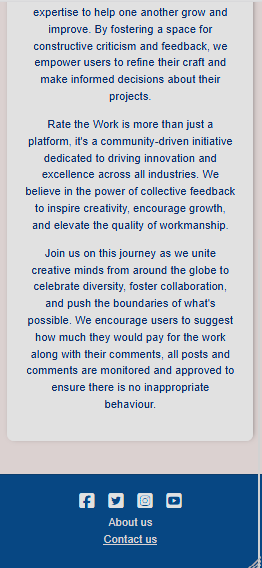 expertise to help one another grow and
improve. By fostering a space for
constructive criticism and feedback, we
empower users to refine their craft and
make informed decisions about their
projects.
Rate the Work is more than just a
platform, it's a community-driven initiative
dedicated to driving innovation and
excellence across all industries. We
believe in the power of collective feedback
to inspire creativity, encourage growth,
and elevate the quality of workmanship.
Join us on this journey as we unite
creative minds from around the globe to
celebrate diversity, foster collaboration,
and push the boundaries of what's
possible. We encourage users to suggest
how much they would pay for the work
along with their comments, all posts and
comments are monitored and approved to
ensure there is no inappropriate
behaviour.
About us
Contact us